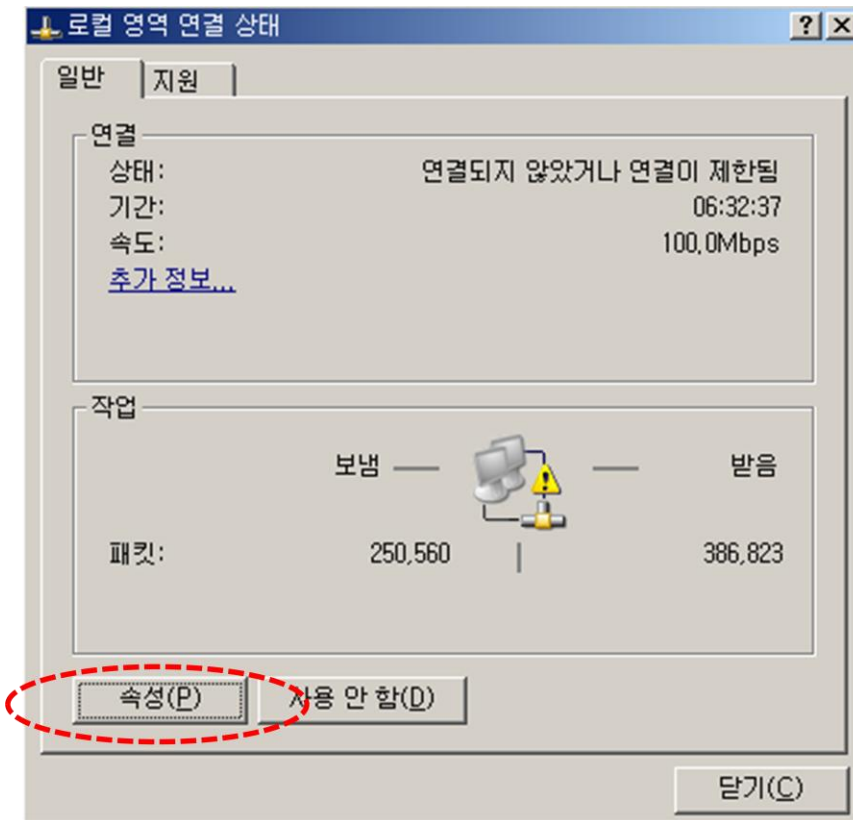 로컬 영역 연결 상태
일반 지원
연결
상태: 연결되지 않았거나 연결이 제한됨
기간: 06:32:37
속도: 100.0Mbps
추가 정보...
작업
보냄 받음
패킷: 250,560 386,823
속성(P) 사용 안 함(D)
닫기(C)